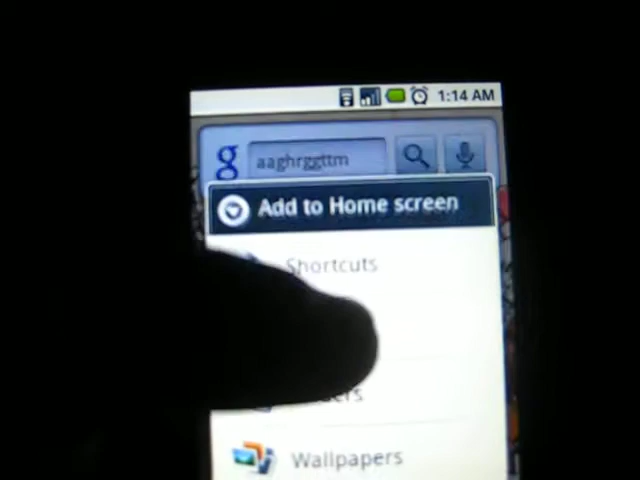 1:14 AM
g aaghrggttm
Add to Home screen
Shortcuts
Wallpapers